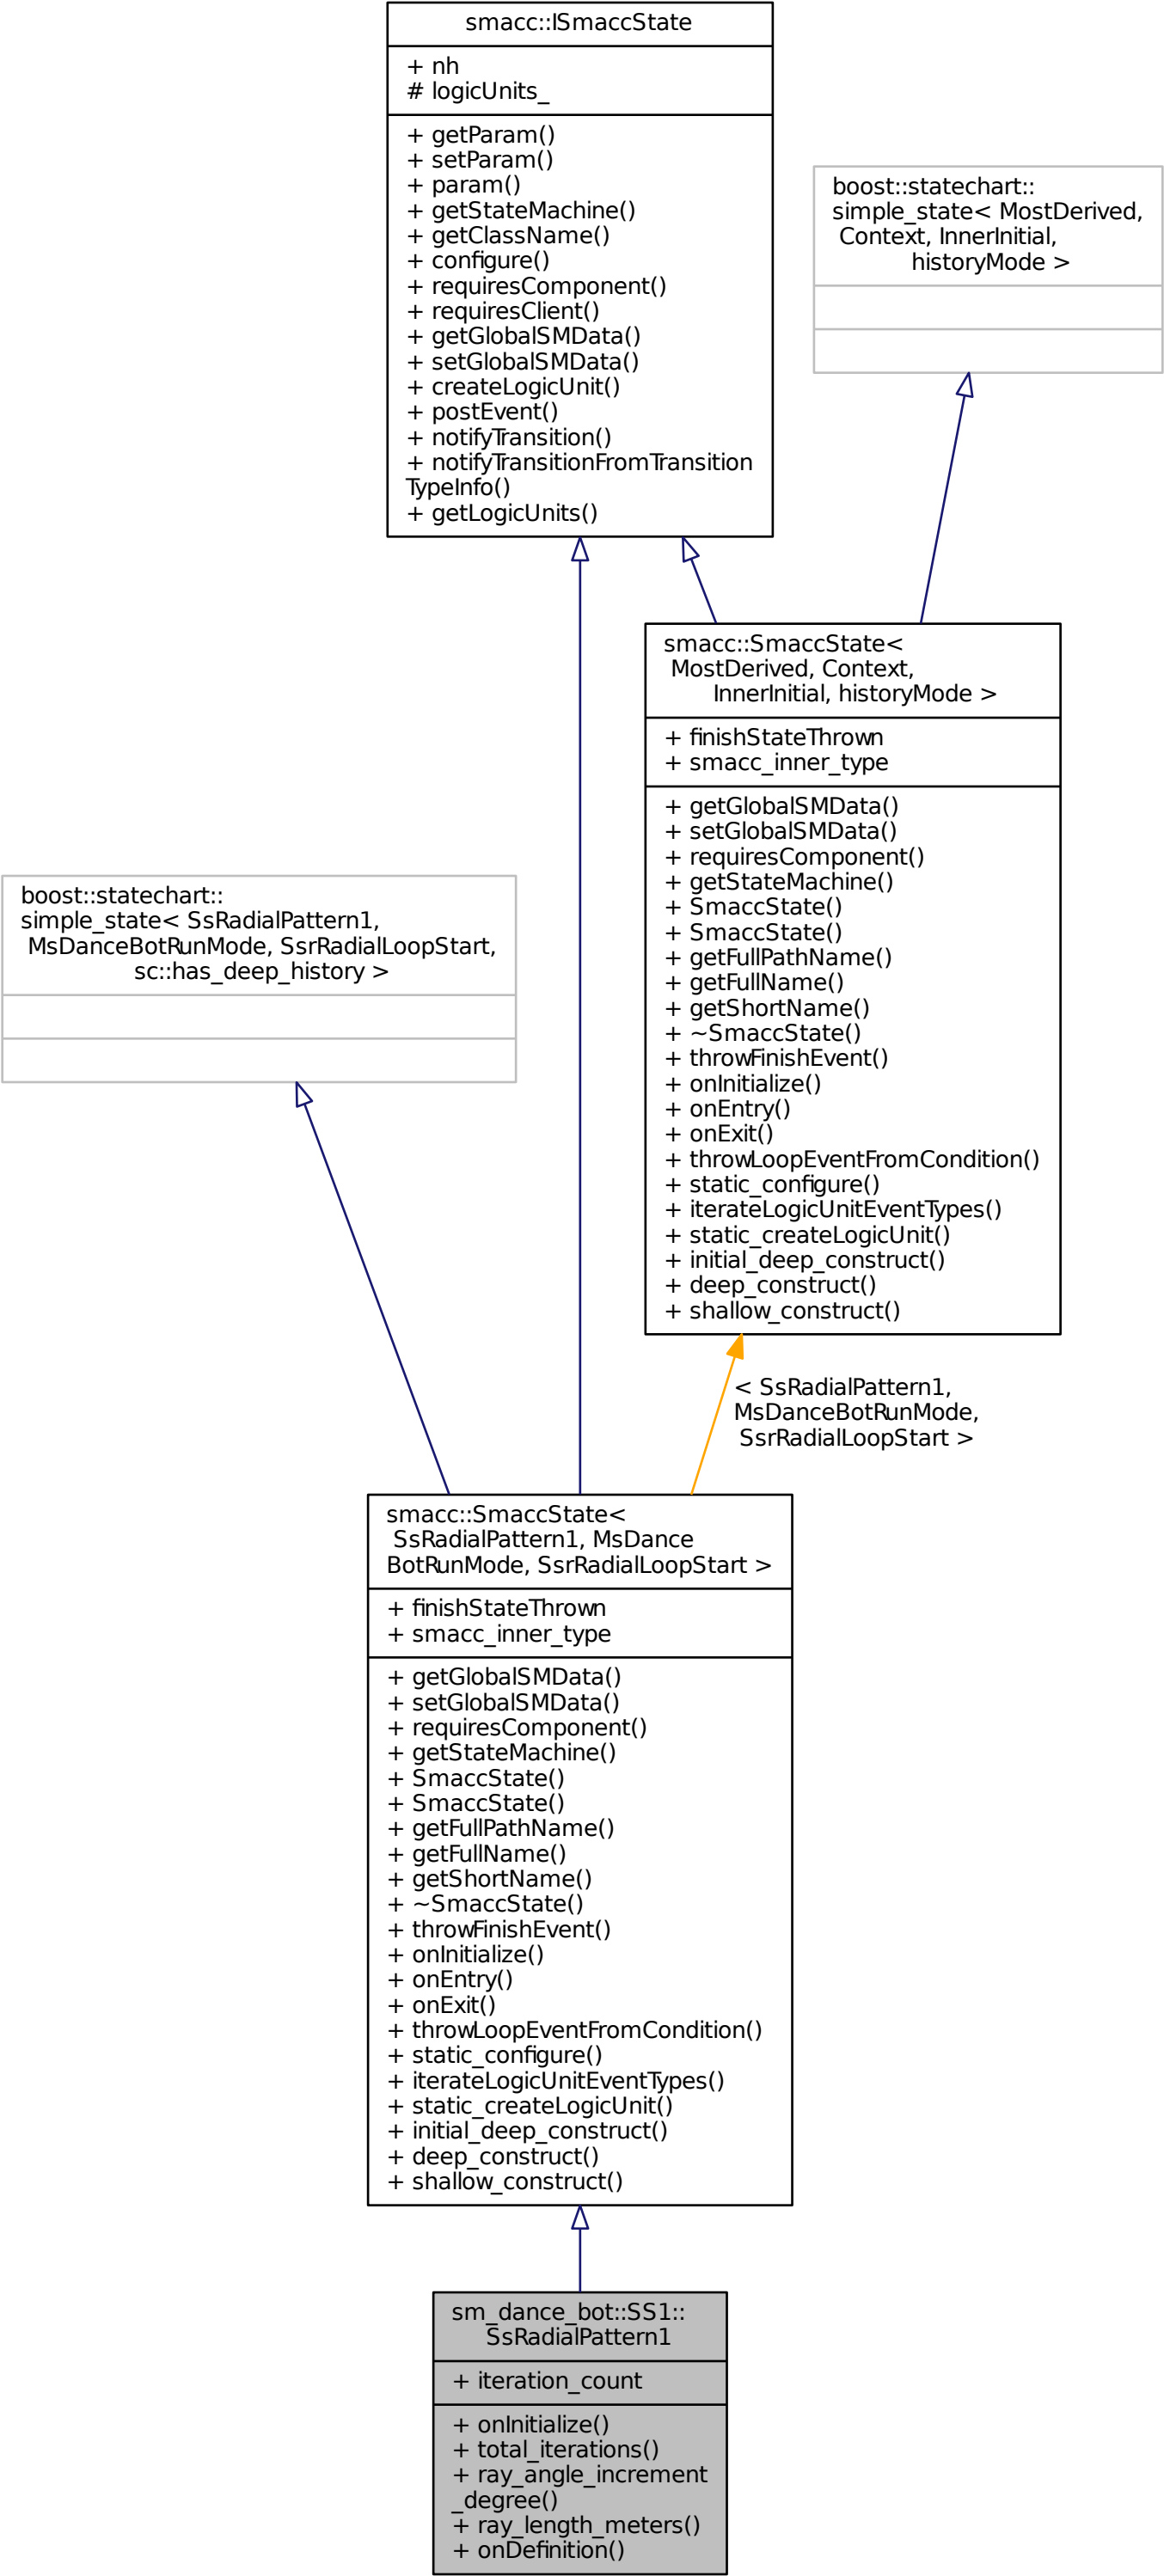 smacc::ISmaccState
+ nh
# logicUnits_
+ getParam()
+ setParam()
+ param()
+ getStateMachine()
+ getClassName()
+ configure()
+ requiresComponent()
+ requiresClient()
+ getGlobalSMData()
+ setGlobalSMData()
+ createLogicUnit()
+ postEvent()
+ notifyTransition()
+ notifyTransitionFromTransition
TypeInfo()
+ getLogicUnits()
boost::statechart::
simple_state< MostDerived,
Context, InnerInitial,
historyMode >
smacc::SmaccState<
MostDerived, Context,
InnerInitial, historyMode >
+ finishStateThrown
+ smacc_inner_type
+ getGlobalSMData()
+ setGlobalSMData()
+ requiresComponent()
+ getStateMachine()
+ SmaccState()
+ SmaccState()
+ getFullPathName()
+ getFullName()
+ getShortName()
+ ~SmaccState()
+ throwFinishEvent()
+ onInitialize()
+ onEntry()
+ onExit()
+ throwLoopEventFromCondition()
+ static_configure()
+ iterateLogicUnitEventTypes()
+ static_createLogicUnit()
+ initial_deep_construct()
+ deep_construct()
+ shallow_construct()
boost::statechart::
simple_state< SsRadialPattern1,
MsDanceBotRunMode, SsrRadialLoopStart,
sc::has_deep_history >
< SsRadialPattern1,
MsDanceBotRunMode,
SsrRadialLoopStart >
smacc::SmaccState<
SsRadialPattern1, MsDance
BotRunMode, SsrRadialLoopStart >
+ finishStateThrown
+ smacc_inner_type
+ getGlobalSMData()
+ setGlobalSMData()
+ requiresComponent()
+ getStateMachine()
+ SmaccState()
+ SmaccState()
+ getFullPathName()
+ getFullName()
+ getShortName()
+ ~SmaccState()
+ throwFinishEvent()
+ onInitialize()
+ onEntry()
+ onExit()
+ throwLoopEventFromCondition()
+ static_configure()
+ iterateLogicUnitEventTypes()
+ static_createLogicUnit()
+ initial_deep_construct()
+ deep_construct()
+ shallow_construct()
sm_dance_bot::SS1::
SsRadialPattern1
+ iteration_count
+ onInitialize()
+ total_iterations()
+ ray_angle_increment
_degree()
+ ray_length_meters()
+ onDefinition()